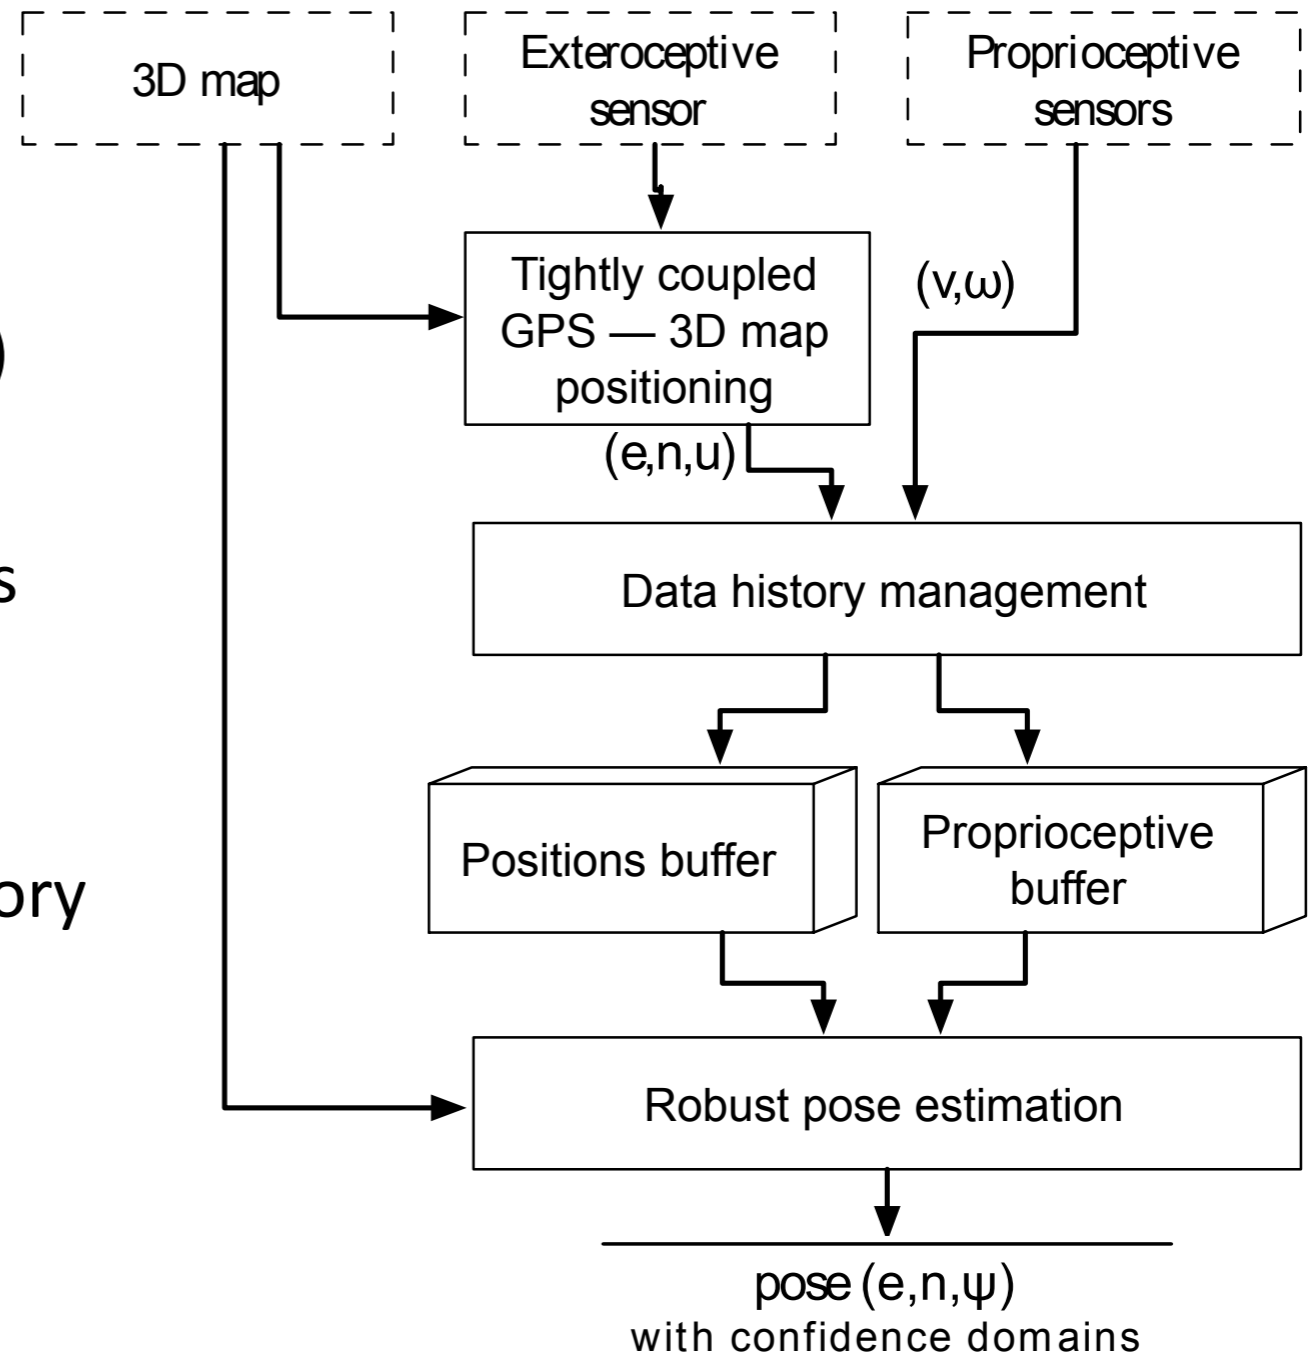 3D map
Exteroceptive
sensor
Proprioceptive
sensors
Tightly coupled
GPS — 3D map
positioning
(v,ω)
)
(e,n,u)
s
Data history management
Positions buffer
Proprioceptive
buffer
ory
Robust pose estimation
pose (e,n,ψ)
with confidence domains